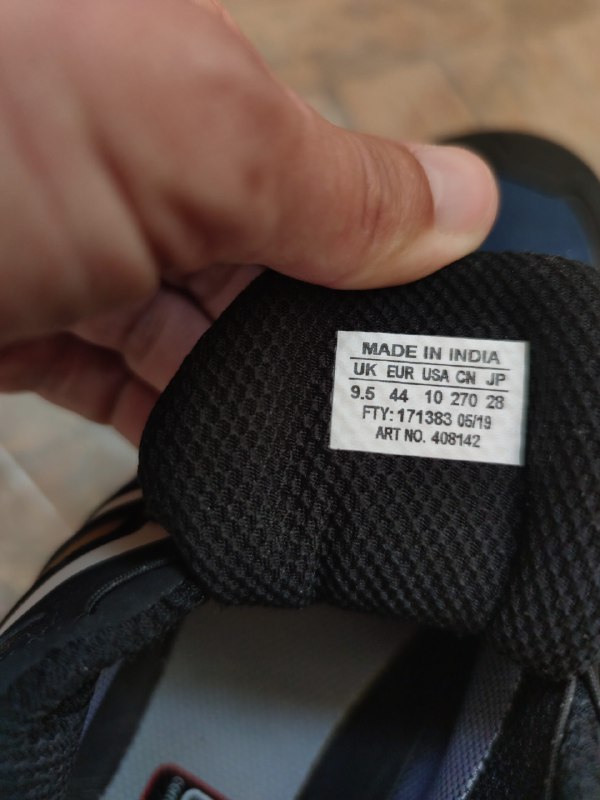 MADE IN INDIA
UK EUR USA CN JP
9.5 44 10 270 28
FTY: 171383 05/19
ART NO. 408142